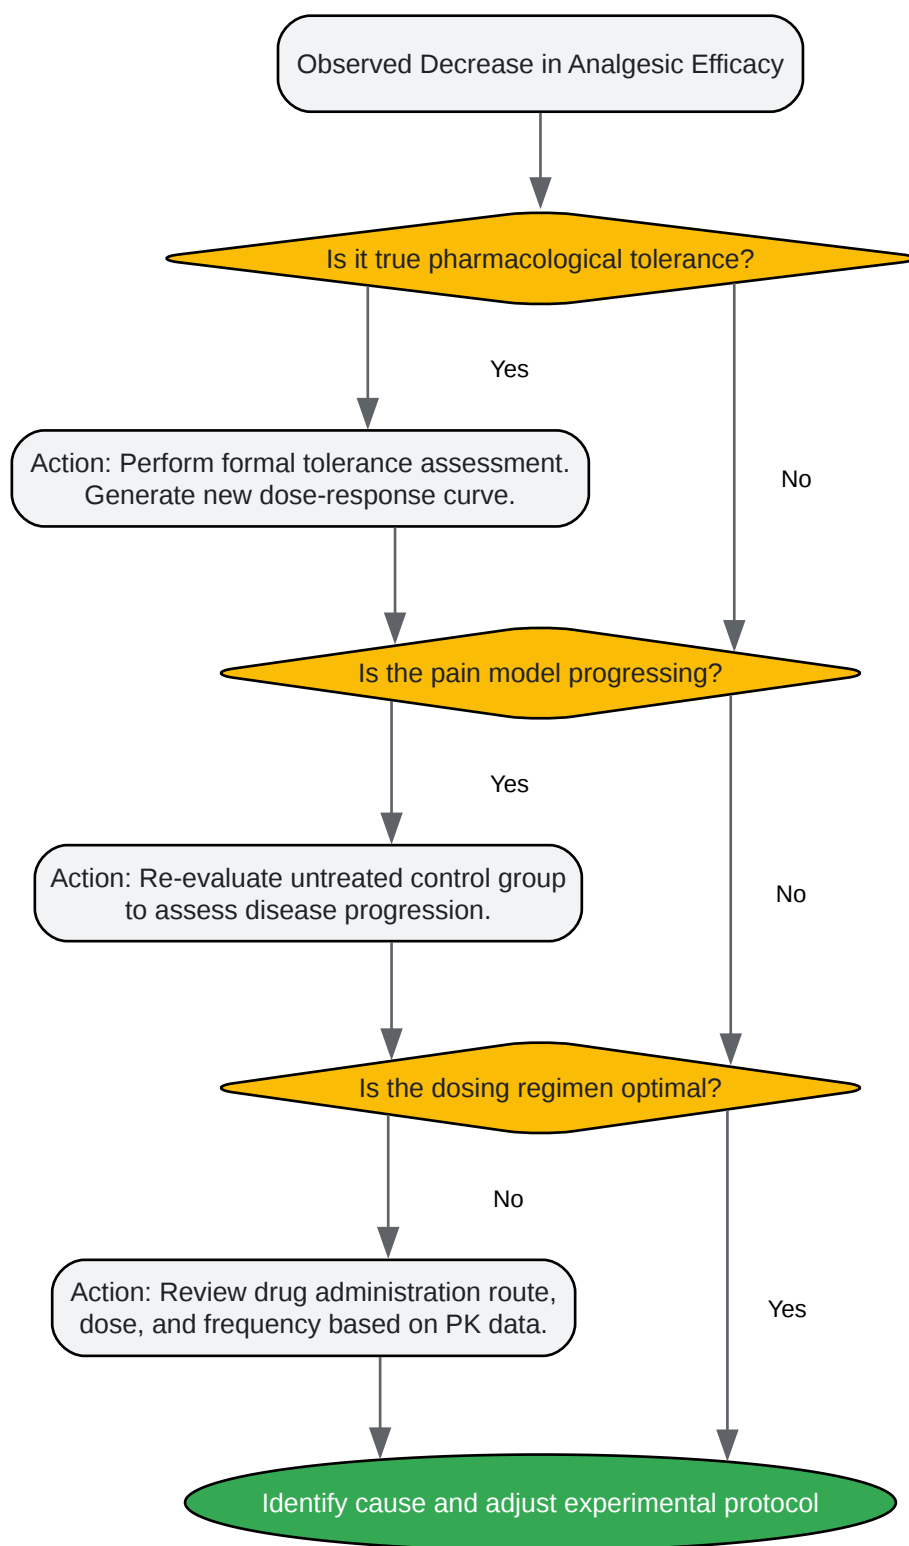 Observed Decrease in Analgesic Efficacy
Is it true pharmacological tolerance?
Yes
Action: Perform formal tolerance assessment.
Generate new dose-response curve.
No
Is the pain model progressing?
Yes
Action: Re-evaluate untreated control group
to assess disease progression.
No
Is the dosing regimen optimal?
No
Action: Review drug administration route,
dose, and frequency based on PK data.
Yes
Identify cause and adjust experimental protocol